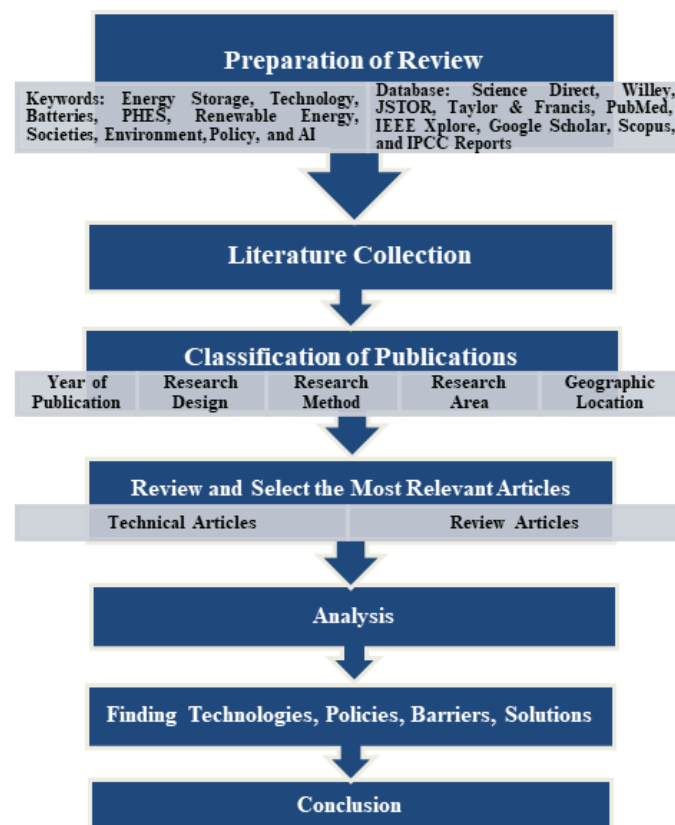 Preparation of Review
Keywords: Energy Storage, Technology,
Batteries, PHES, Renewable Energy,
Societies, Environment, Policy, and AI
Database: Science Direct, Willey,
JSTOR, Taylor & Francis, PubMed,
IEEE Xplore, Google Scholar, Scopus,
and IPCC Reports
Literature Collection
Classification of Publications
Year of
Publication
Research
Design
Research
Method
Research
Area
Geographic
Location
Review and Select the Most Relevant Articles
Technical Articles
Review Articles
Analysis
Finding Technologies, Policies, Barriers, Solutions
Conclusion